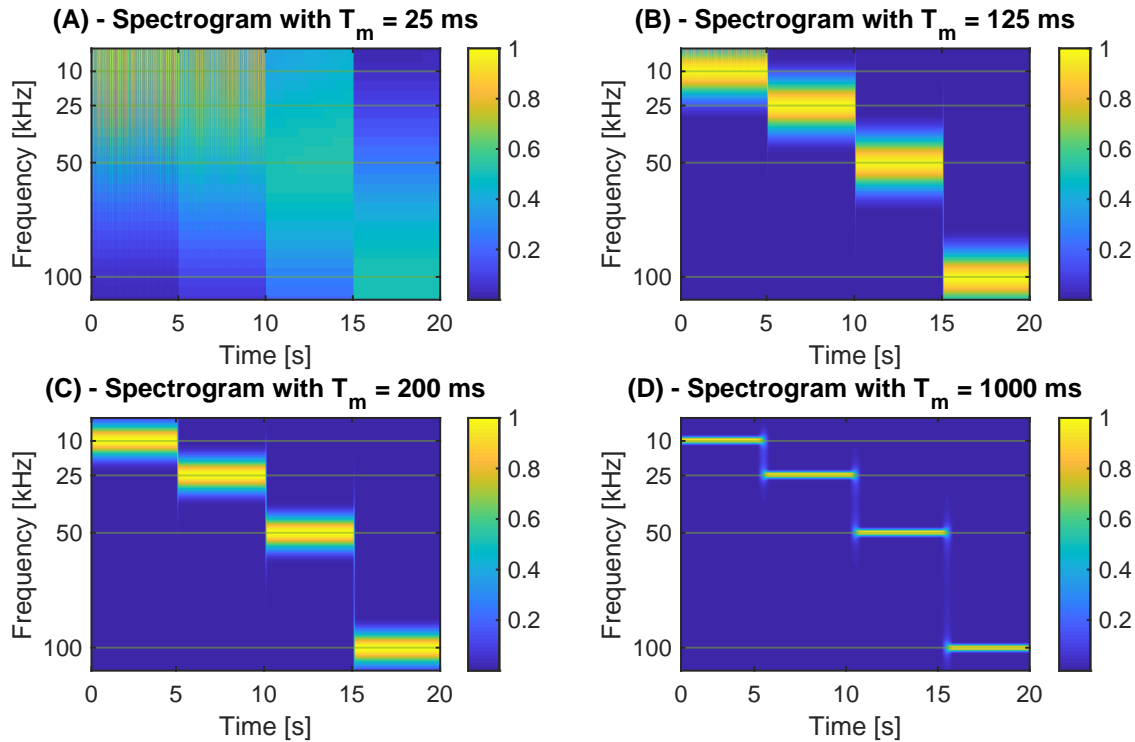 (A) - Spectrogram with T_m = 25 ms
Frequency [kHz]
10
25
50
100
0 5 10 15 20
Time [s]
1
0.8
0.6
0.4
0.2
(B) - Spectrogram with T_m = 125 ms
Frequency [kHz]
10
25
50
100
0 5 10 15 20
Time [s]
1
0.8
0.6
0.4
0.2
(C) - Spectrogram with T_m = 200 ms
Frequency [kHz]
10
25
50
100
0 5 10 15 20
Time [s]
1
0.8
0.6
0.4
0.2
(D) - Spectrogram with T_m = 1000 ms
Frequency [kHz]
10
25
50
100
0 5 10 15 20
Time [s]
1
0.8
0.6
0.4
0.2